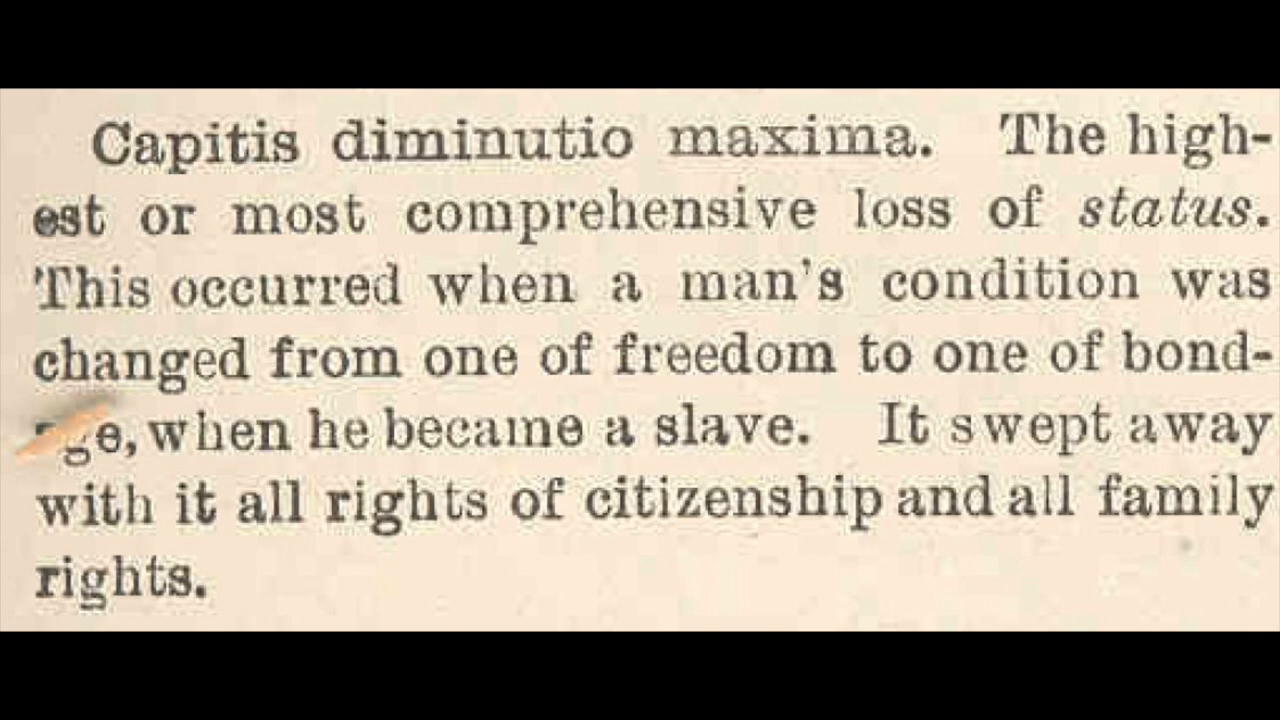 Capitis diminutio maxima. The high-
est or most comprehensive loss of status.
This occurred when a man's condition was
changed from one of freedom to one of bond-
age, when he became a slave. It swept away
with it all rights of citizenship and all family
rights.